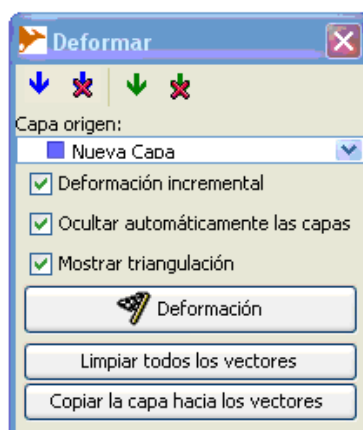 Deformar
Capa origen:
Nueva Capa
Deformación incremental
Ocultar automáticamente las capas
Mostrar triangulación
Deformación
Limpiar todos los vectores
Copiar la capa hacia los vectores